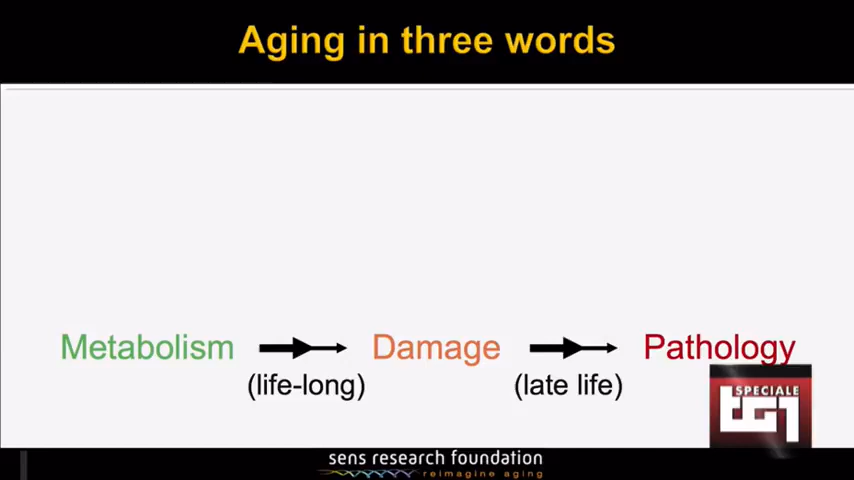 Aging in three words
Metabolism Damage Pathology
(life-long) (late life)
SPECIALE
tg1
sens research foundation
reimagine aging